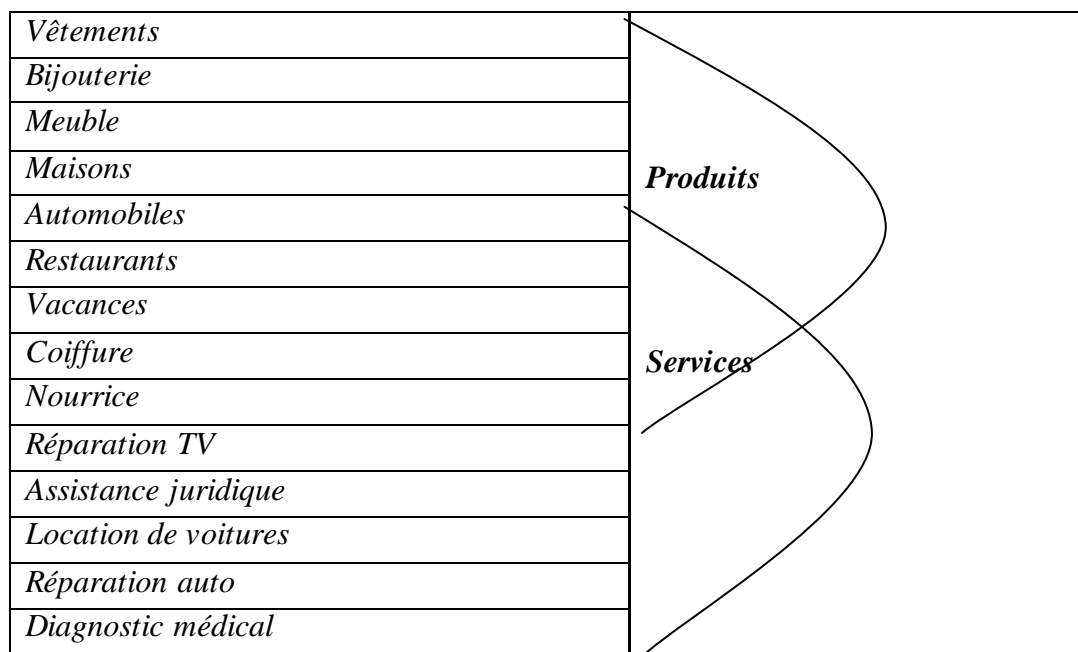 Vêtements
Bijouterie
Meuble
Maisons
Produits
Automobiles
Restaurants
Vacances
Coiffure
Services
Nourrice
Réparation TV
Assistance juridique
Location de voitures
Réparation auto
Diagnostic médical